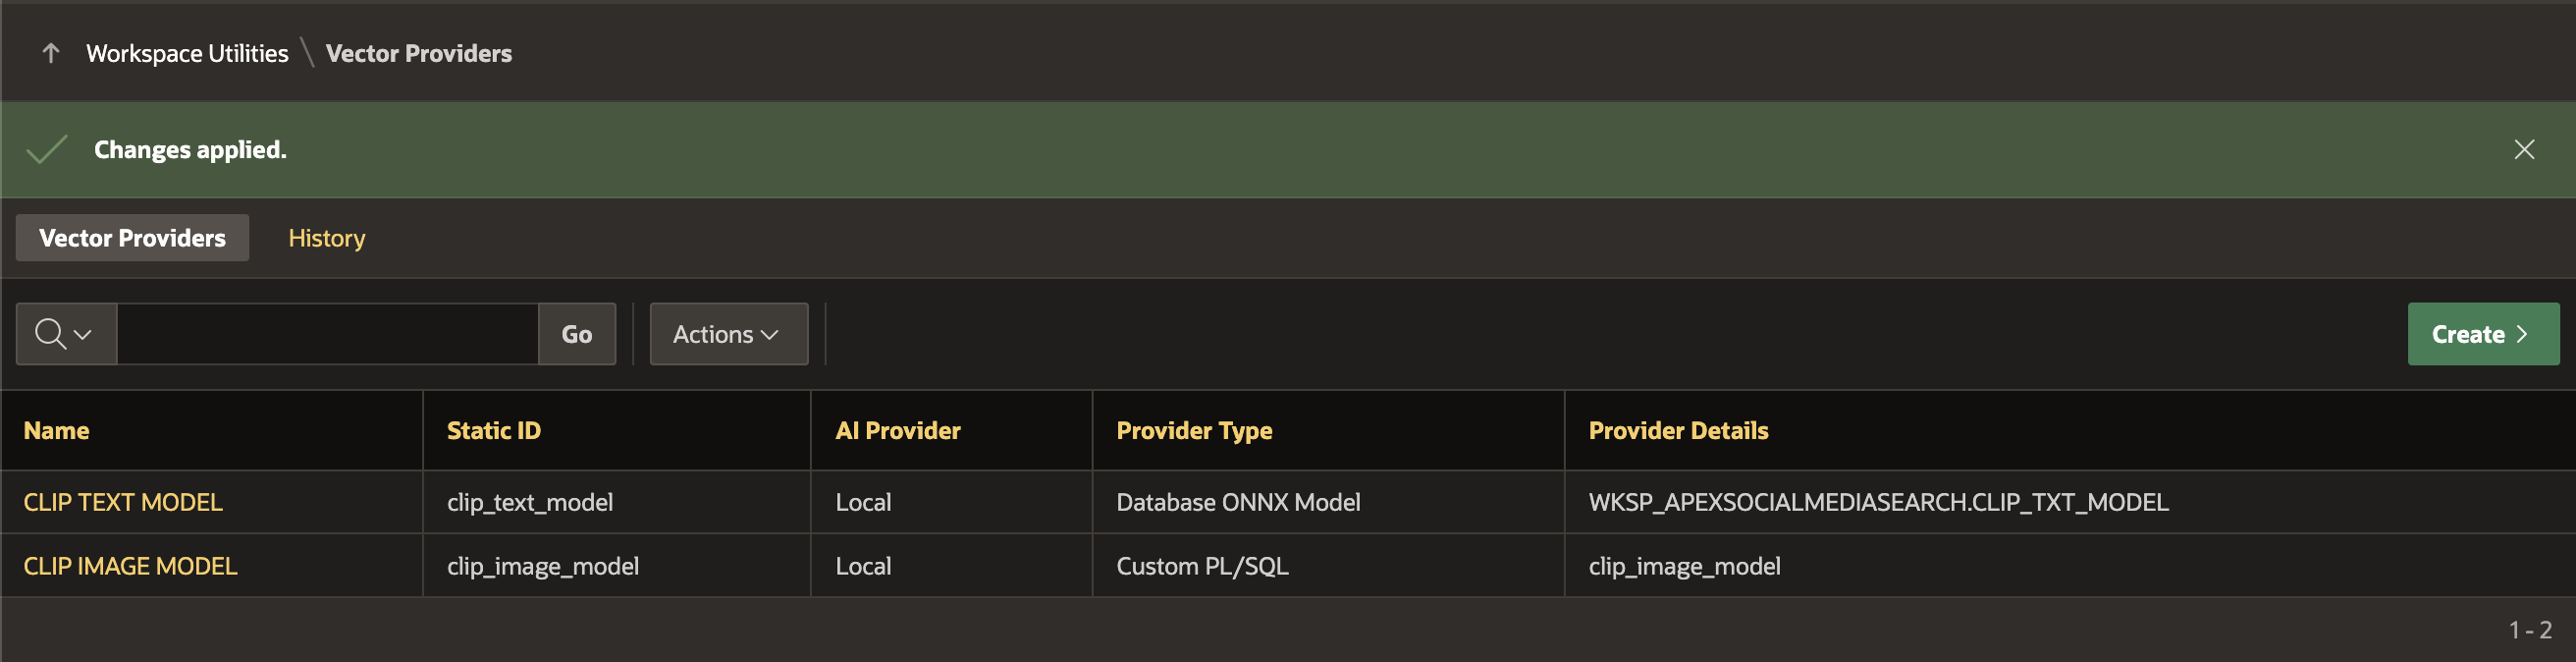 Workspace Utilities \ Vector Providers
Changes applied.
Vector Providers History
Go Actions Create
Name Static ID AI Provider Provider Type Provider Details
CLIP TEXT MODEL clip_text_model Local Database ONNX Model WKSP_APEXSOCIALMEDIASEARCH.CLIP_TXT_MODEL
CLIP IMAGE MODEL clip_image_model Local Custom PL/SQL clip_image_model
1 - 2